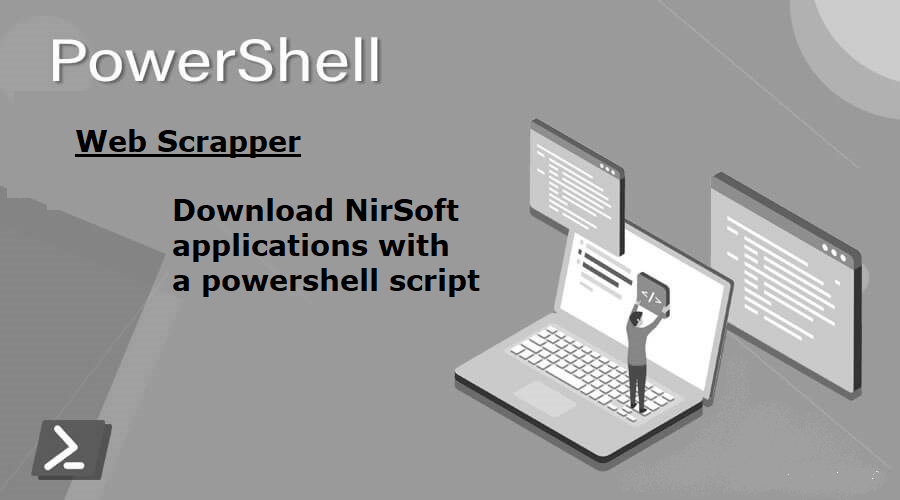 PowerShell
Web Scrapper
Download NirSoft
applications with
a powershell script
</>